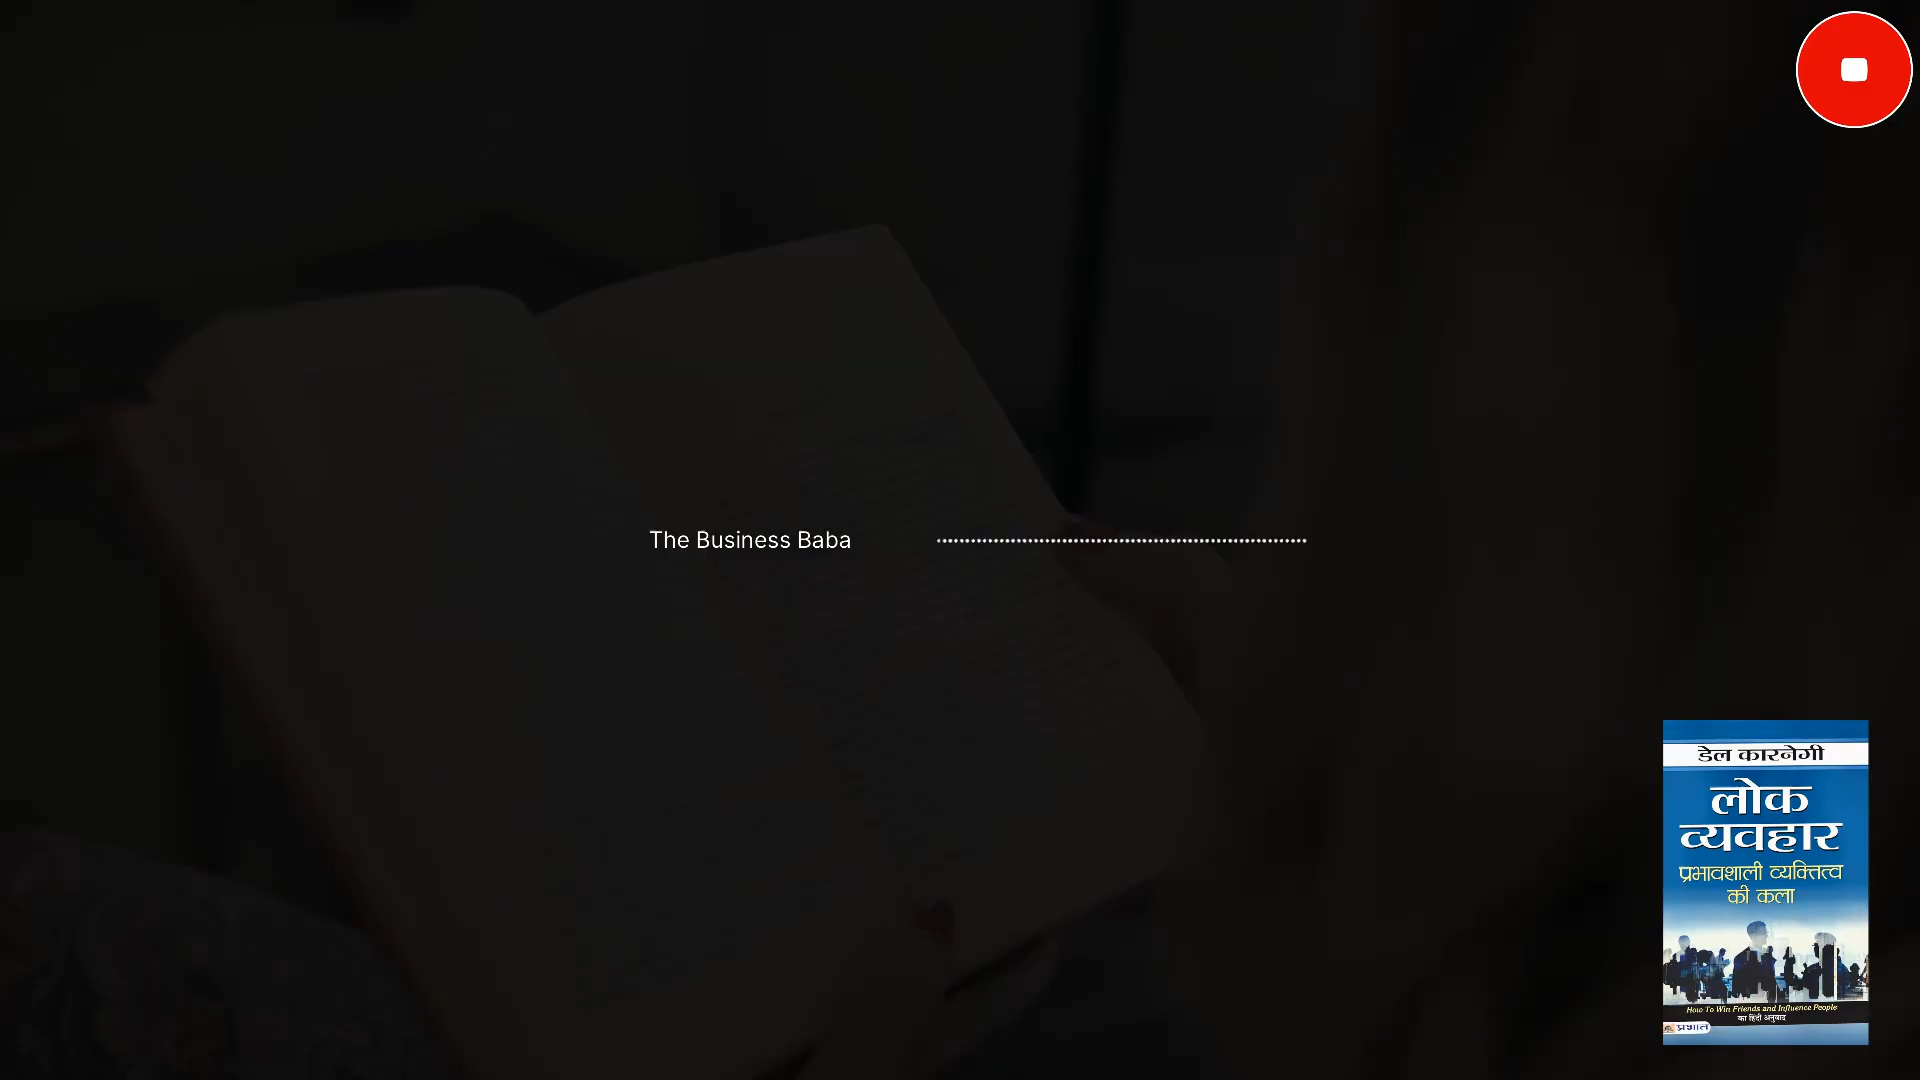 The Business Baba
डेल कारनेगी
लोक
व्यवहार
प्रभावशाली व्यक्तित्व
की कला
How To Win Friends and Influence People
का हिंदी अनुवाद
प्रभात